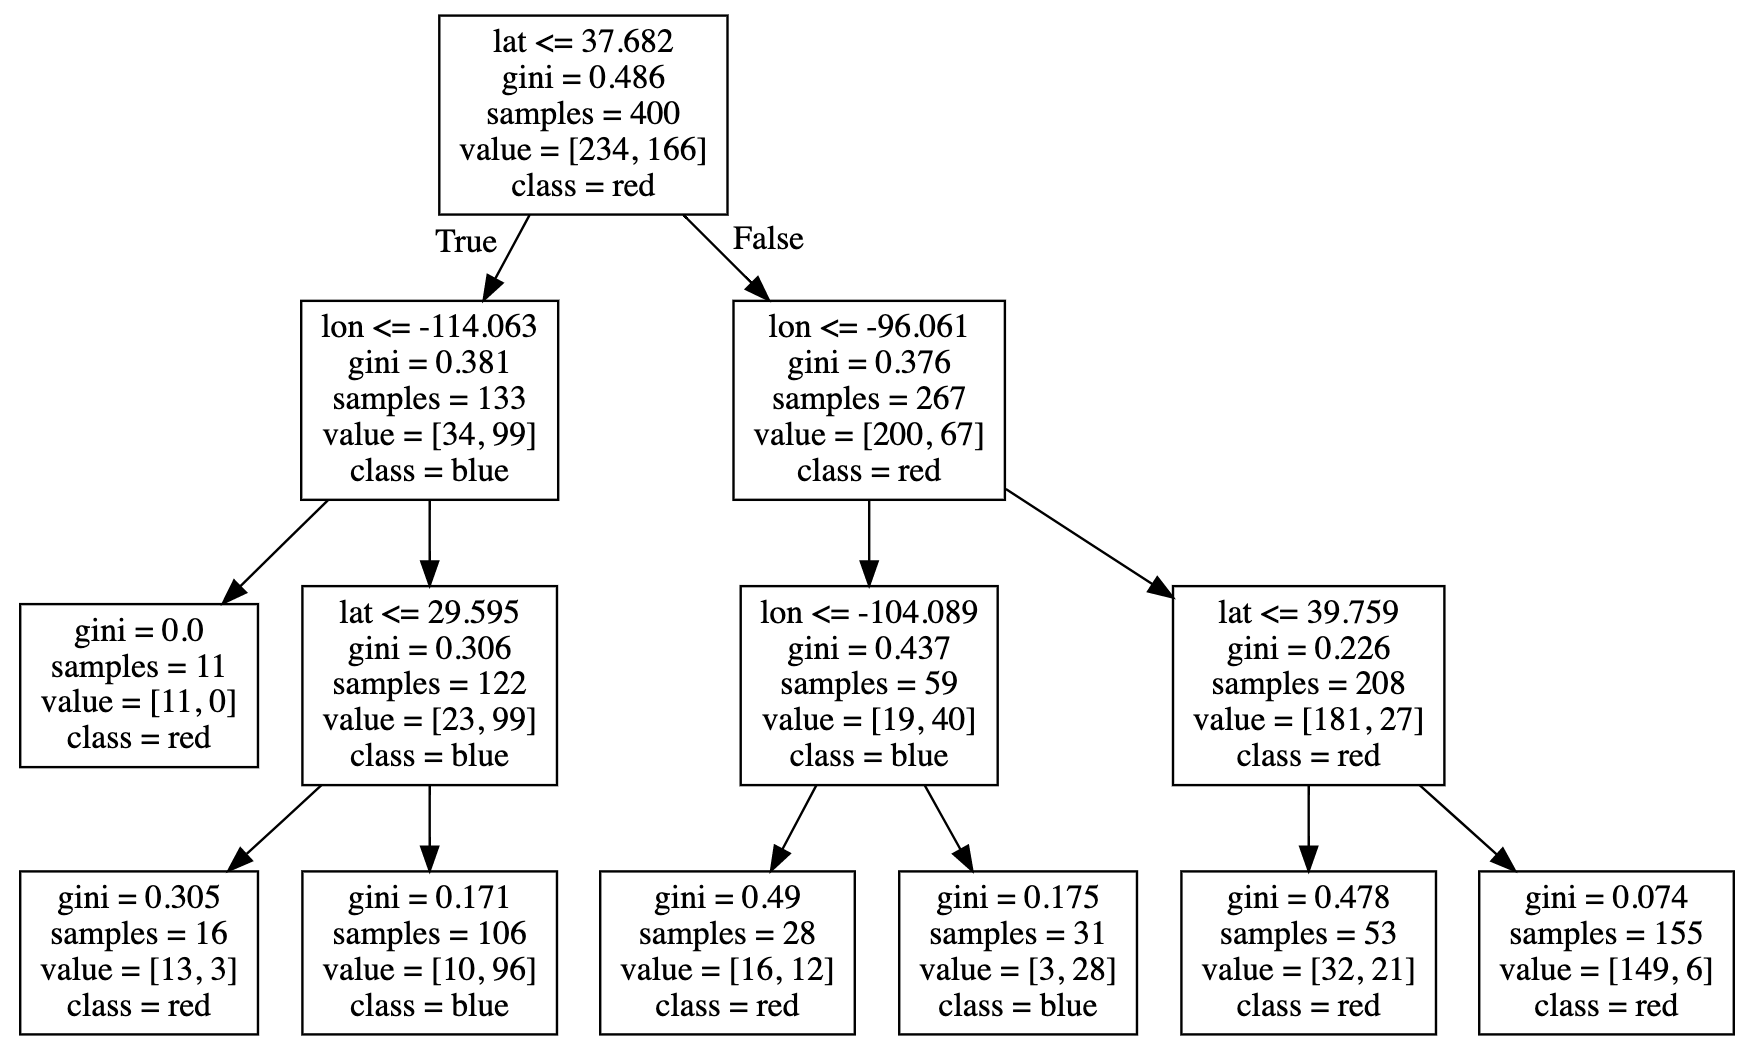 lat <= 37.682
gini = 0.486
samples = 400
value = [234, 166]
class = red
True
False
lon <= -114.063
gini = 0.381
samples = 133
value = [34, 99]
class = blue
lon <= -96.061
gini = 0.376
samples = 267
value = [200, 67]
class = red
gini = 0.0
samples = 11
value = [11, 0]
class = red
lat <= 29.595
gini = 0.306
samples = 122
value = [23, 99]
class = blue
lon <= -104.089
gini = 0.437
samples = 59
value = [19, 40]
class = blue
lat <= 39.759
gini = 0.226
samples = 208
value = [181, 27]
class = red
gini = 0.305
samples = 16
value = [13, 3]
class = red
gini = 0.171
samples = 106
value = [10, 96]
class = blue
gini = 0.49
samples = 28
value = [16, 12]
class = red
gini = 0.175
samples = 31
value = [3, 28]
class = blue
gini = 0.478
samples = 53
value = [32, 21]
class = red
gini = 0.074
samples = 155
value = [149, 6]
class = red